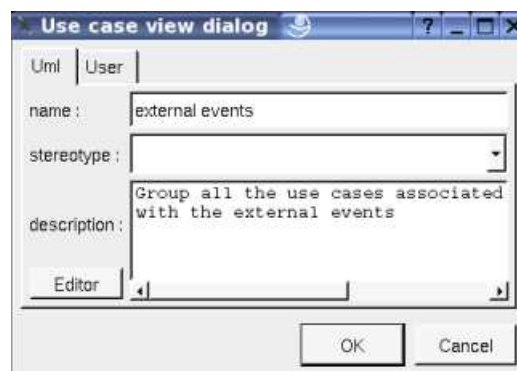 Use case view dialog
?
Uml User
name : external events
stereotype :
description : Group all the use cases associated
with the external events
Editor
OK Cancel